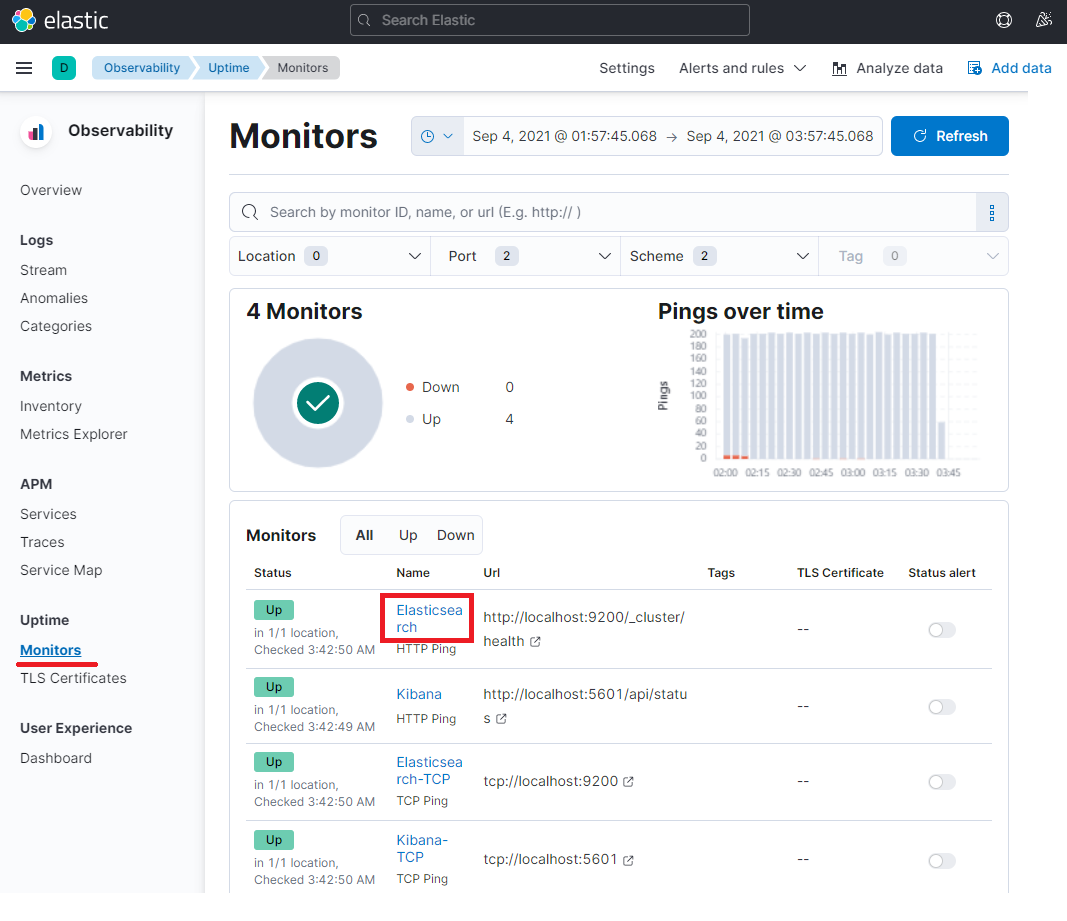 elastic
Search Elastic
D
Observability
Uptime
Monitors
Settings
Alerts and rules
Analyze data
Add data
Observability
Overview
Logs
Stream
Anomalies
Categories
Metrics
Inventory
Metrics Explorer
APM
Services
Traces
Service Map
Uptime
Monitors
TLS Certificates
User Experience
Dashboard
Monitors
Sep 4, 2021 @ 01:57:45.068 → Sep 4, 2021 @ 03:57:45.068
Refresh
Search by monitor ID, name, or url (E.g. http:// )
Location 0
Port 2
Scheme 2
Tag 0
4 Monitors
Down 0
Up 4
Pings over time
Pings
200
180
160
140
120
100
80
60
40
20
0
02:00 02:15 02:30 02:45 03:00 03:15 03:30 03:45
Monitors
All Up Down
Status Name Url Tags TLS Certificate Status alert
Up
in 1/1 location,
Checked 3:42:50 AM
Elasticsea
rch
HTTP Ping
http://localhost:9200/_cluster/
health
--
Up
in 1/1 location,
Checked 3:42:49 AM
Kibana
HTTP Ping
http://localhost:5601/api/statu
s
--
Up
in 1/1 location,
Checked 3:42:50 AM
Elasticsea
rch-TCP
TCP Ping
tcp://localhost:9200
--
Up
in 1/1 location,
Checked 3:42:50 AM
Kibana-
TCP
TCP Ping
tcp://localhost:5601
--